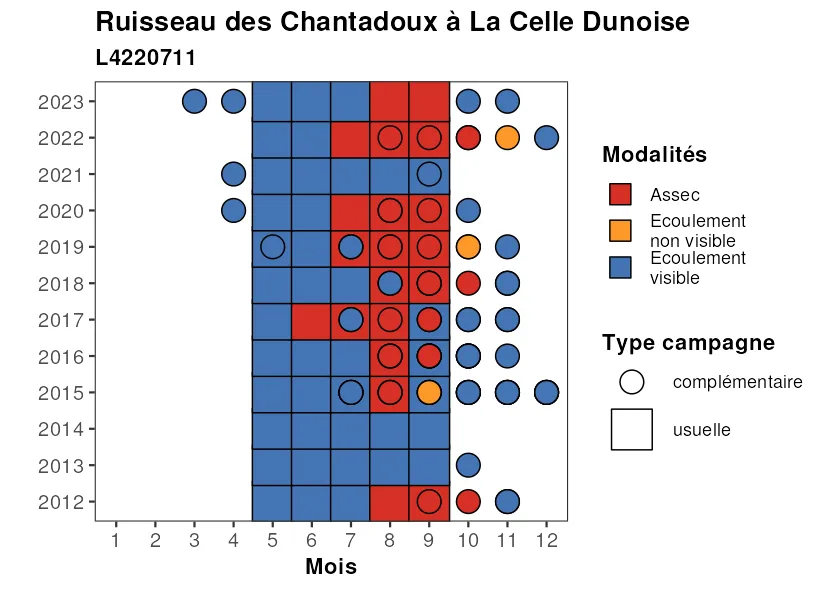 Ruisseau des Chantadoux à La Celle Dunoise
L4220711
2023
2022
2021
2020
2019
2018
2017
2016
2015
2014
2013
2012
1 2 3 4 5 6 7 8 9 10 11 12
Mois
Modalités
Assec
Ecoulement
non visible
Ecoulement
visible
Type campagne
complémentaire
usuelle